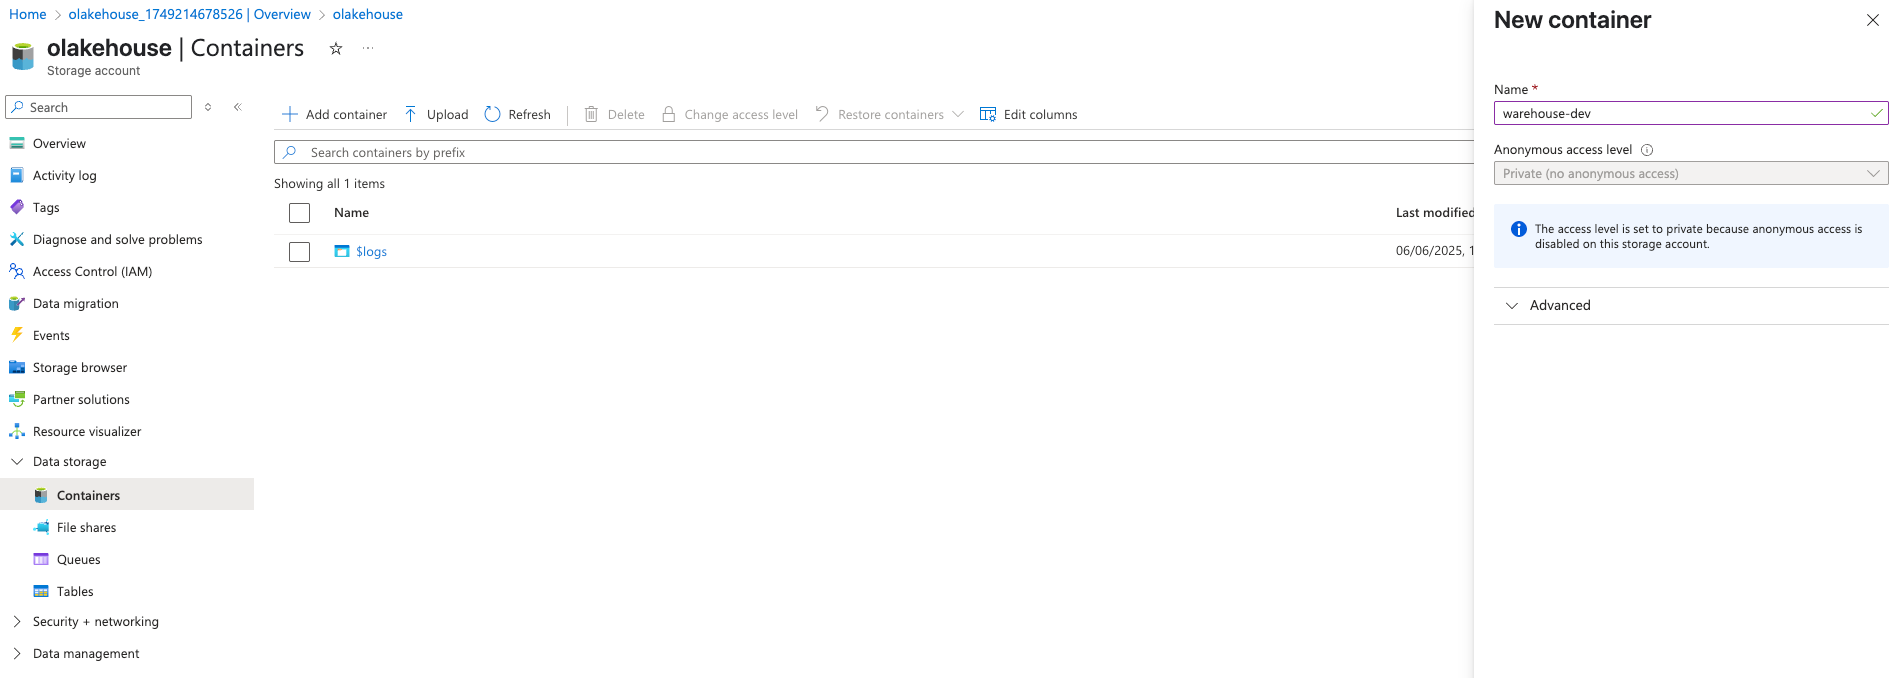 Home > olakehouse_1749214678526 | Overview > olakehouse
olakehouse | Containers
Storage account
Search
Overview
Activity log
Tags
Diagnose and solve problems
Access Control (IAM)
Data migration
Events
Storage browser
Partner solutions
Resource visualizer
Data storage
Containers
File shares
Queues
Tables
Security + networking
Data management
Add container Upload Refresh Delete Change access level Restore containers Edit columns
Search containers by prefix
Showing all 1 items
Name Last modified
$logs 06/06/2025, 1
New container
Name *
warehouse-dev
Anonymous access level
Private (no anonymous access)
The access level is set to private because anonymous access is
disabled on this storage account.
Advanced